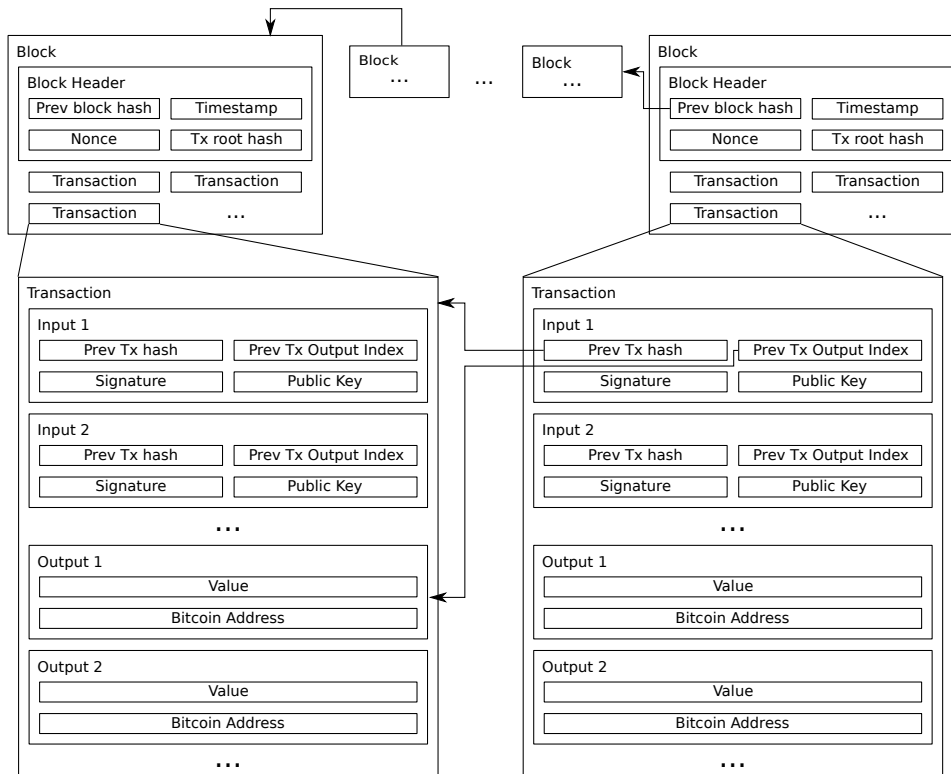 Block
Block Header
Prev block hash
Timestamp
Nonce
Tx root hash
Transaction
Transaction
Transaction
...
Block
...
...
Block
...
Block
Block Header
Prev block hash
Timestamp
Nonce
Tx root hash
Transaction
Transaction
Transaction
...
Transaction
Input 1
Prev Tx hash
Prev Tx Output Index
Signature
Public Key
Input 2
Prev Tx hash
Prev Tx Output Index
Signature
Public Key
...
Output 1
Value
Bitcoin Address
Output 2
Value
Bitcoin Address
...
Transaction
Input 1
Prev Tx hash
Prev Tx Output Index
Signature
Public Key
Input 2
Prev Tx hash
Prev Tx Output Index
Signature
Public Key
...
Output 1
Value
Bitcoin Address
Output 2
Value
Bitcoin Address
...